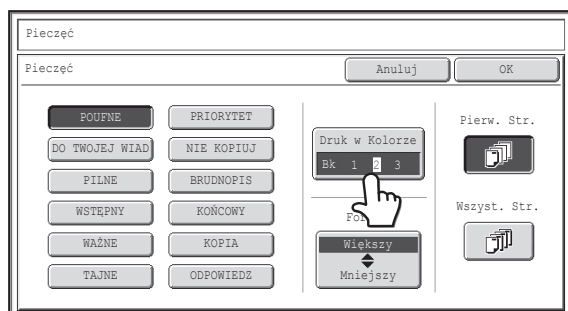 Pieczęć
Pieczęć
Anuluj
OK
POUFNE
PRIORYTET
DO TWOJEJ WIAD
NIE KOPIUJ
PILNE
BRUDNOPIS
WSTĘPNY
KOŃCOWY
WAŻNE
KOPIA
TAJNE
ODPOWIEDZ
Druk w Kolorze
Bk 1 2 3
Większy
Mniejszy
Pierw. Str.
Wszyst. Str.